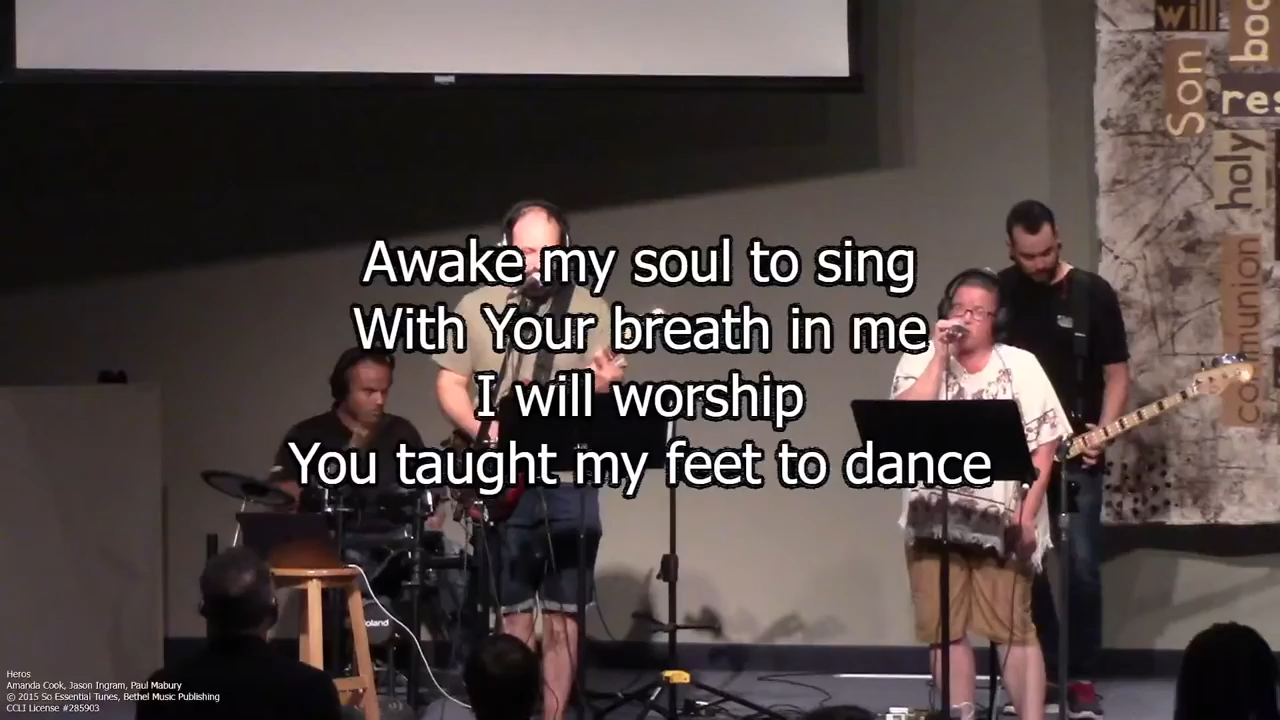 Awake my soul to sing
With Your breath in me
I will worship
You taught my feet to dance
will
Son
res
holy
communion
Heros
Amanda Cook, Jason Ingram, Paul Mabury
© 2015 So Essential Tunes, Bethel Music Publishing
CCLI License #285903